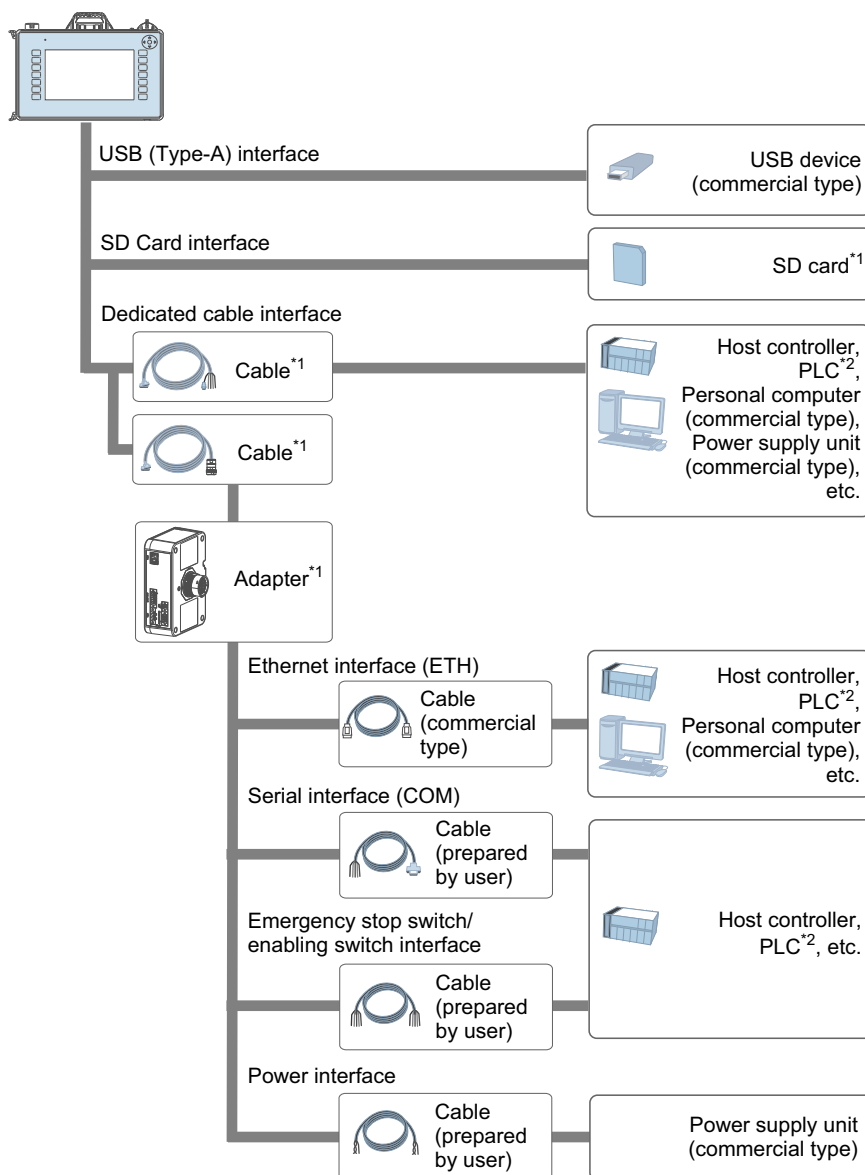 USB (Type-A) interface
USB device
(commercial type)
SD Card interface
SD card*1
Dedicated cable interface
Cable*1
Host controller,
PLC*2,
Personal computer
(commercial type),
Power supply unit
(commercial type),
etc.
Cable*1
Adapter*1
Ethernet interface (ETH)
Cable
(commercial
type)
Host controller,
PLC*2,
Personal computer
(commercial type),
etc.
Serial interface (COM)
Cable
(prepared
by user)
Emergency stop switch/
enabling switch interface
Cable
(prepared
by user)
Host controller,
PLC*2, etc.
Power interface
Cable
(prepared
by user)
Power supply unit
(commercial type)